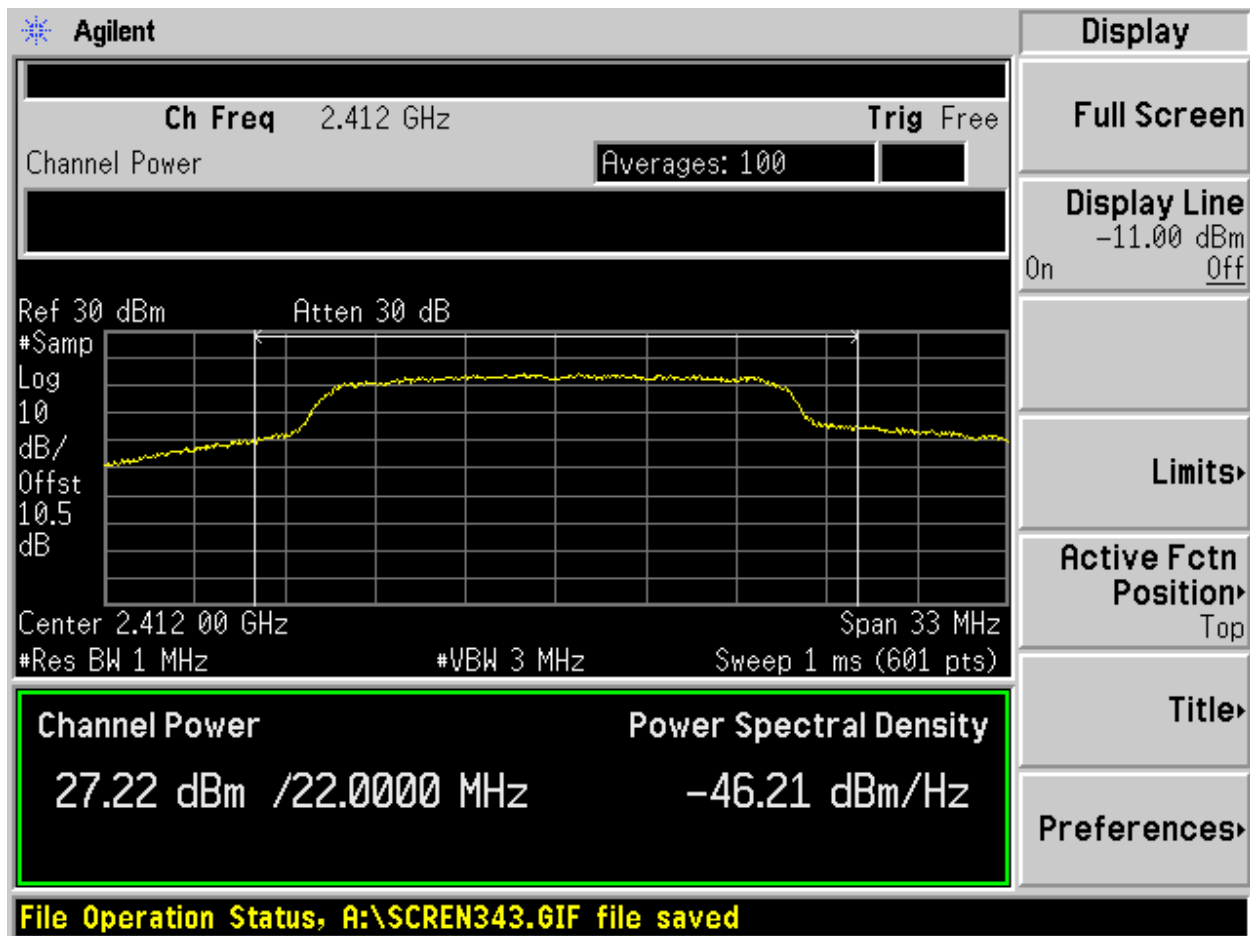 Agilent
Display
Ch Freq 2.412 GHz Trig Free
Channel Power Averages: 100
Ref 30 dBm Atten 30 dB
#Samp
Log
10
dB/
Offst
10.5
dB
Center 2.412 00 GHz Span 33 MHz
#Res BW 1 MHz #VBW 3 MHz Sweep 1 ms (601 pts)
Channel Power Power Spectral Density
27.22 dBm /22.0000 MHz -46.21 dBm/Hz
File Operation Status, A:\SCREN343.GIF file saved
Full Screen
Display Line
-11.00 dBm
On Off
Limits
Active Fctn
Position
Top
Title
Preferences